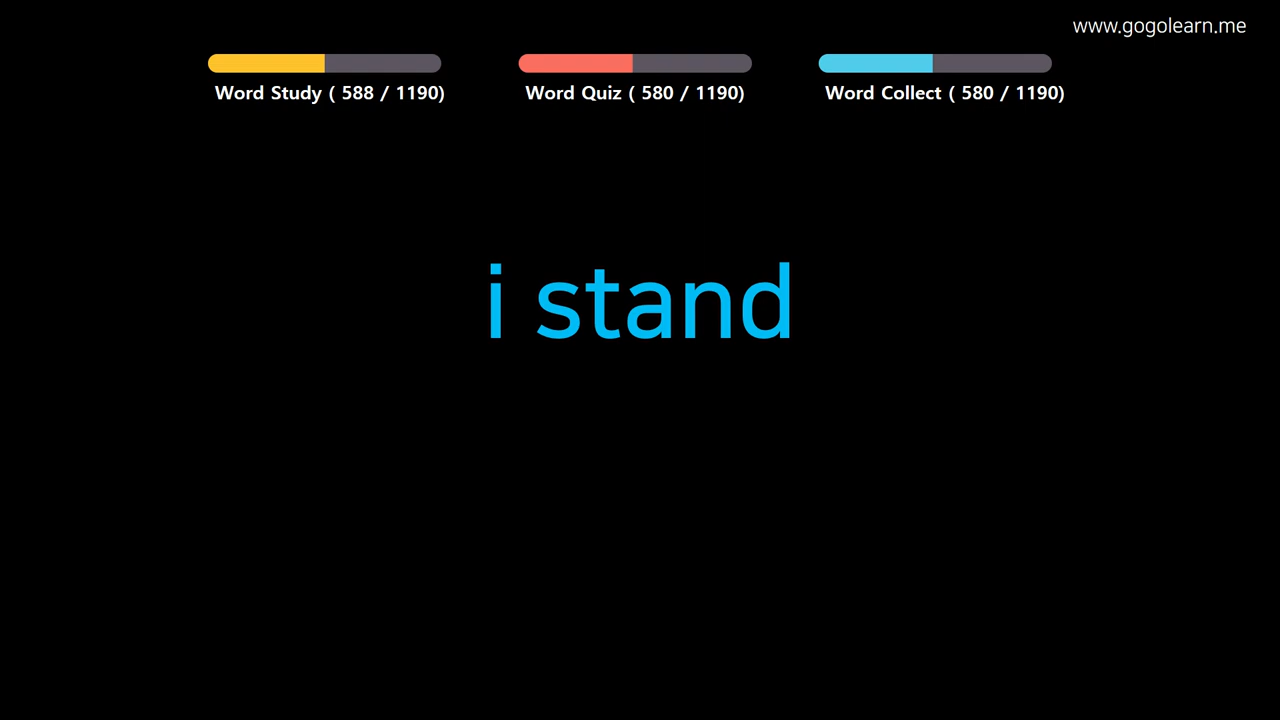 www.gogolearn.me
Word Study ( 588 / 1190)
Word Quiz ( 580 / 1190)
Word Collect ( 580 / 1190)
i stand